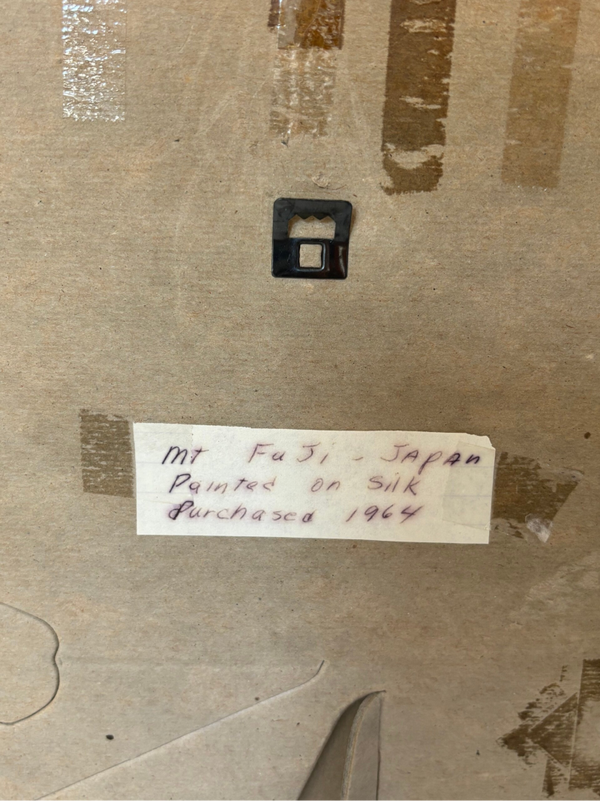 Mt Fuji - Japan
Painted on Silk
Purchased 1964